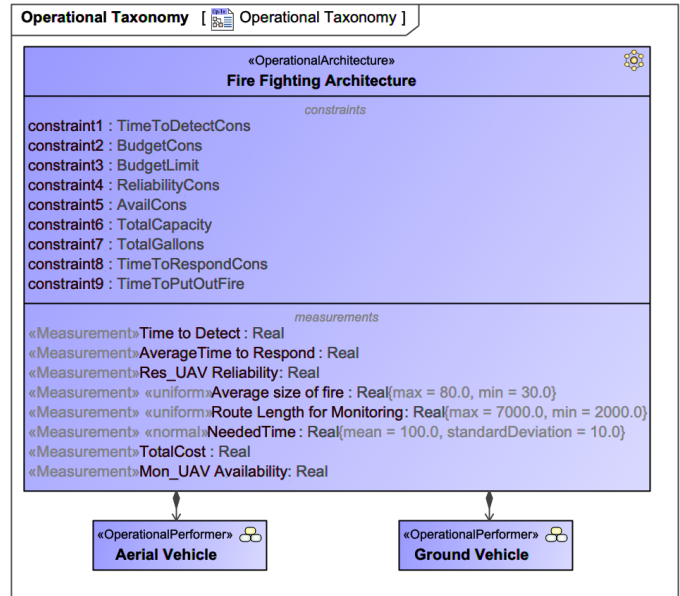 Operational Taxonomy [ Operational Taxonomy ]
«OperationalArchitecture»
Fire Fighting Architecture
constraints
constraint1 : TimeToDetectCons
constraint2 : BudgetCons
constraint3 : BudgetLimit
constraint4 : ReliabilityCons
constraint5 : AvailCons
constraint6 : TotalCapacity
constraint7 : TotalGallons
constraint8 : TimeToRespondCons
constraint9 : TimeToPutOutFire
measurements
«Measurement»Time to Detect : Real
«Measurement»AverageTime to Respond : Real
«Measurement»Res_UAV Reliability: Real
«Measurement» «uniform»Average size of fire : Real{max = 80.0, min = 30.0}
«Measurement» «uniform»Route Length for Monitoring: Real{max = 7000.0, min = 2000.0}
«Measurement» «normal»NeededTime : Real{mean = 100.0, standardDeviation = 10.0}
«Measurement»TotalCost : Real
«Measurement»Mon_UAV Availability: Real
«OperationalPerformer»
Aerial Vehicle
«OperationalPerformer»
Ground Vehicle